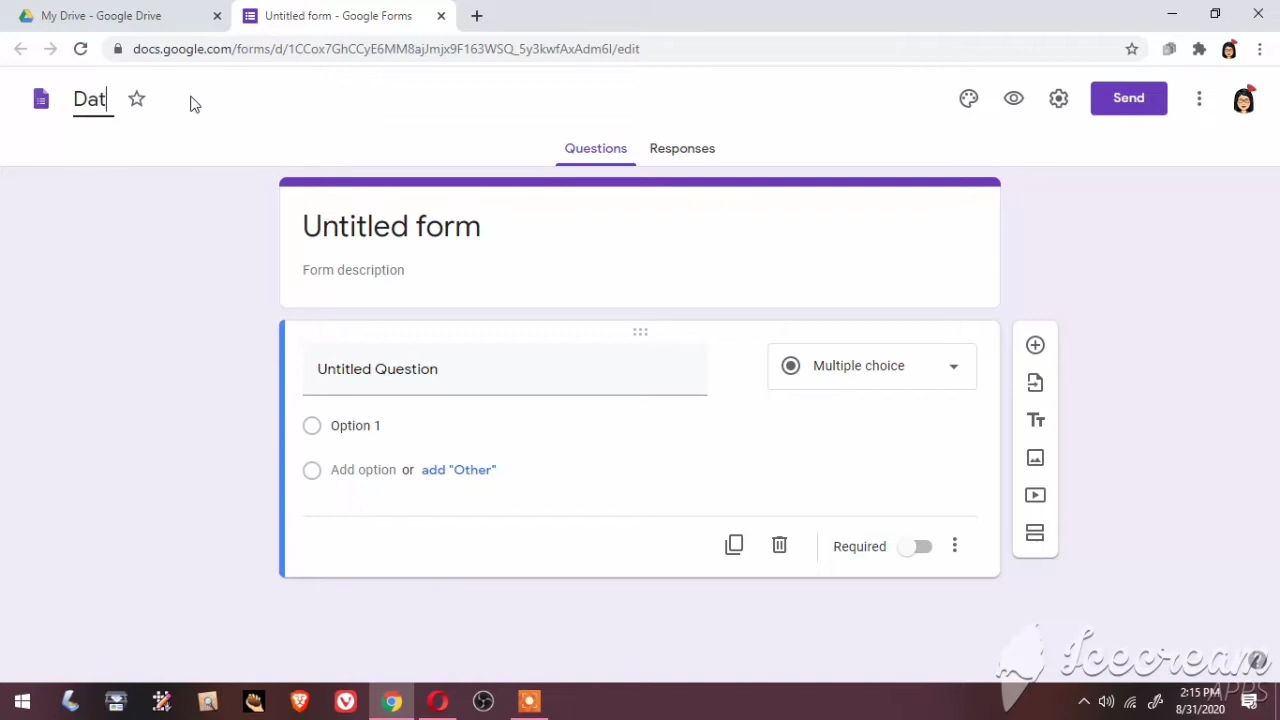 My Drive - Google Drive
Untitled form - Google Forms
docs.google.com/forms/d/1CCox7GhCCyE6MM8ajJmjx9F163WSQ_5y3kwfAxAdm6I/edit
Dat
Send
Questions
Responses
Untitled form
Form description
Untitled Question
Multiple choice
Option 1
Add option or add "Other"
Required
Icecream
APPS
2:15 PM
8/31/2020